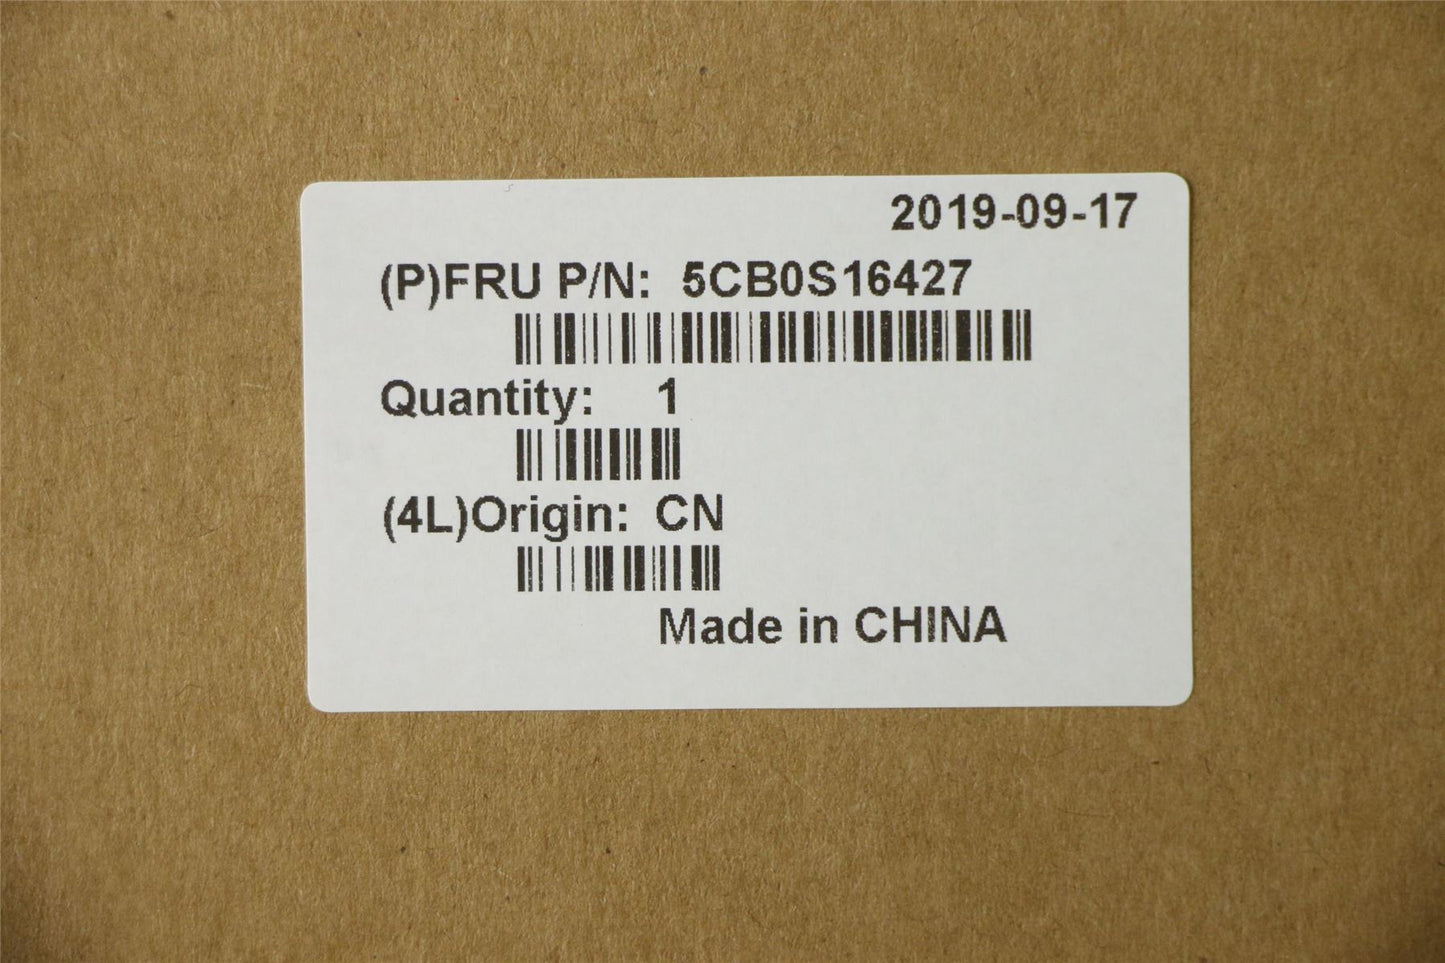 2019-09-17
(P)FRU P/N: 5CB0S16427
Quantity: 1
(4L)Origin: CN
Made in CHINA